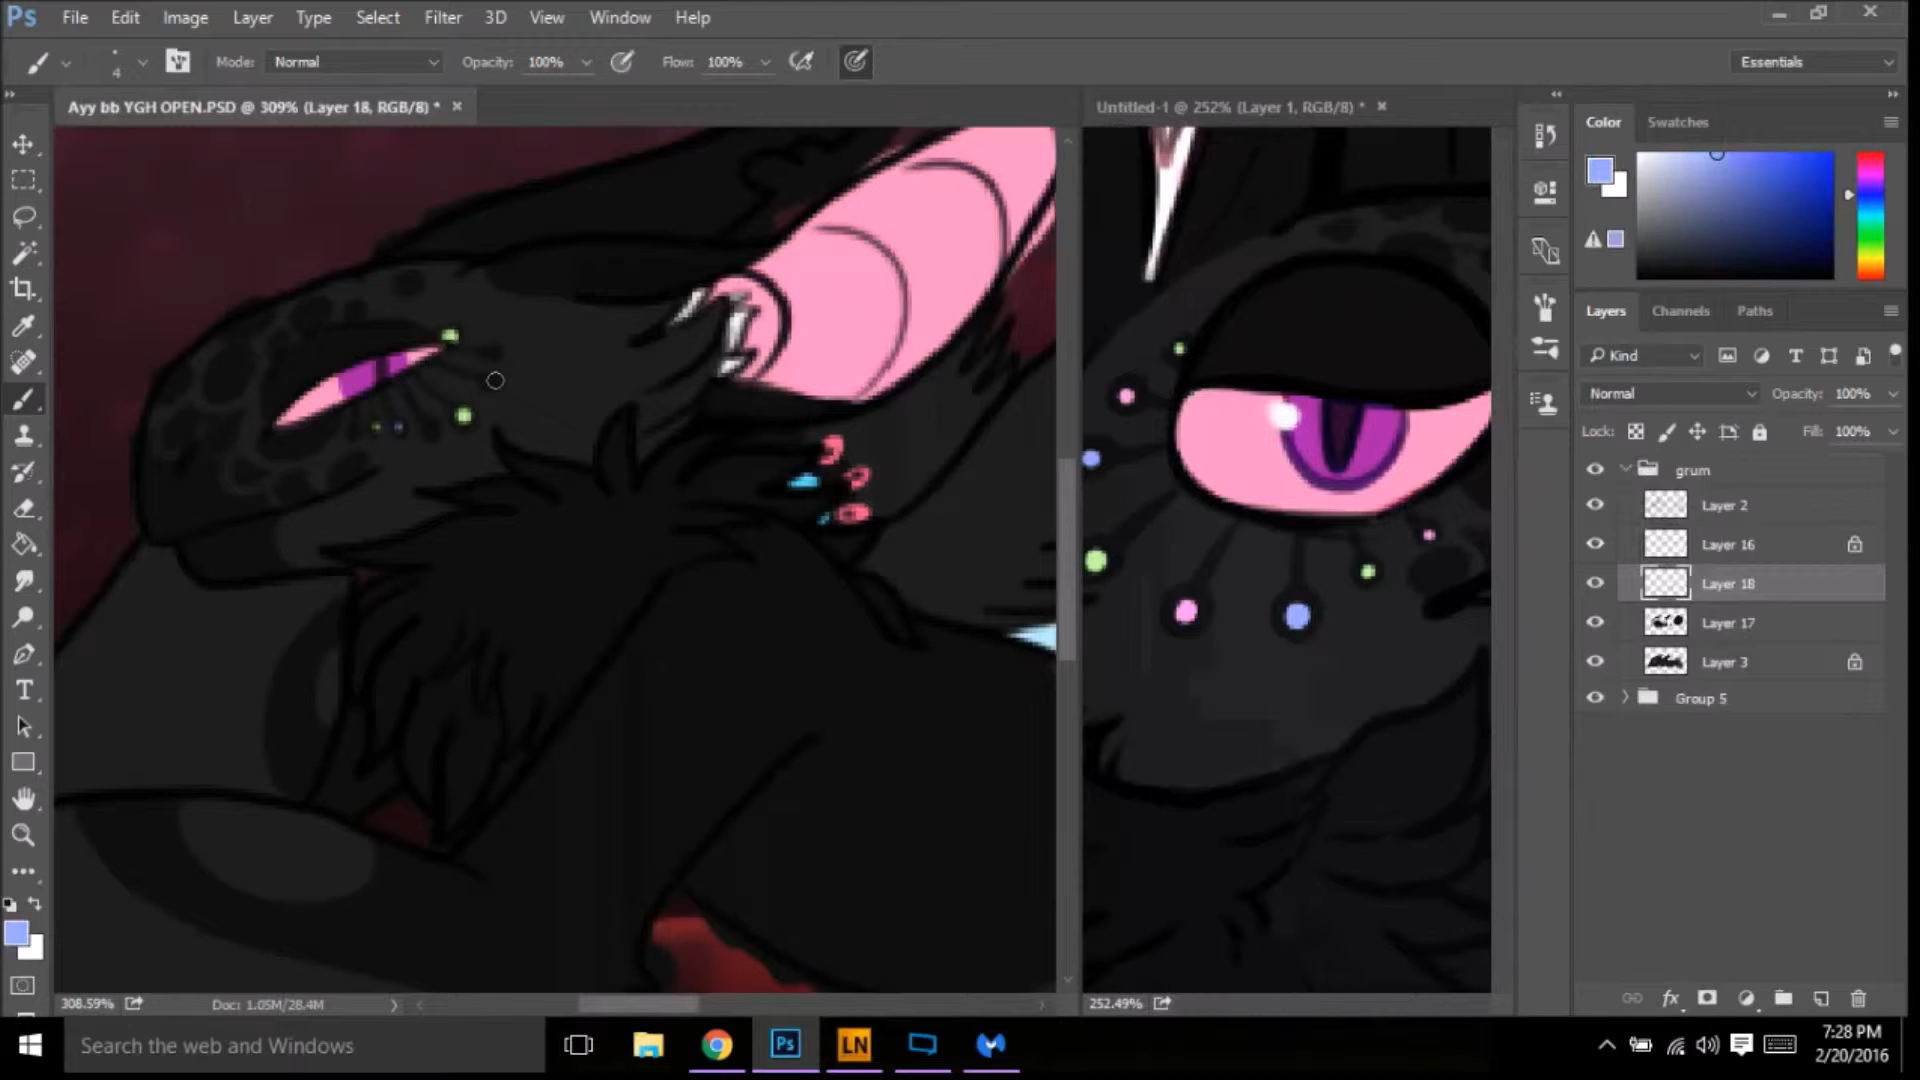 Ps File Edit Image Layer Type Select Filter 3D View Window Help
4 Mode: Normal Opacity: 100% Flow: 100% Essentials
Ayy bb YGH OPEN.PSD @ 309% (Layer 18, RGB/8) * ×
Untitled-1 @ 252% (Layer 1, RGB/8) * ×
Color Swatches
Layers Channels Paths
Kind
Normal Opacity: 100%
Lock: Fill: 100%
grum
Layer 2
Layer 16
Layer 18
Layer 17
Layer 3
Group 5
308.59% Doc: 1.05M/28.4M
252.49%
fx
Search the web and Windows
Ps LN
7:28 PM
2/20/2016